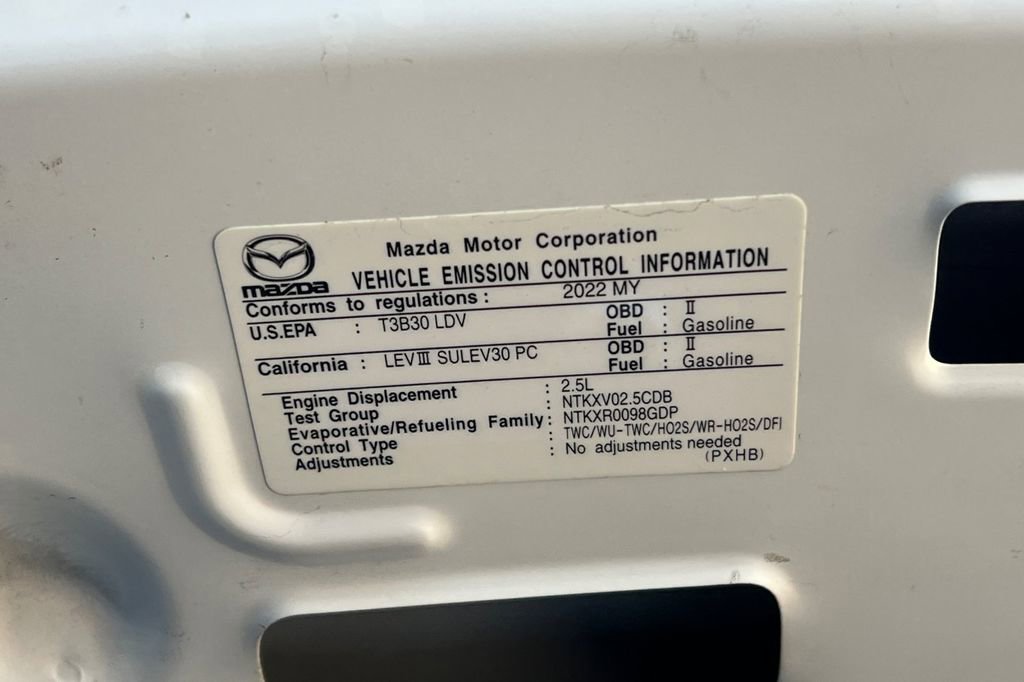 Mazda Motor Corporation
mazda
VEHICLE EMISSION CONTROL INFORMATION
Conforms to regulations : 2022 MY
U.S.EPA : T3B30 LDV OBD : Ⅱ
Fuel : Gasoline
California : LEVⅢ SULEV30 PC OBD : Ⅱ
Fuel : Gasoline
Engine Displacement : 2.5L
Test Group : NTKXV02.5CDB
Evaporative/Refueling Family : NTKXR0098GDP
Control Type : TWC/WU-TWC/HO2S/WR-HO2S/DFI
Adjustments : No adjustments needed
(PXHB)